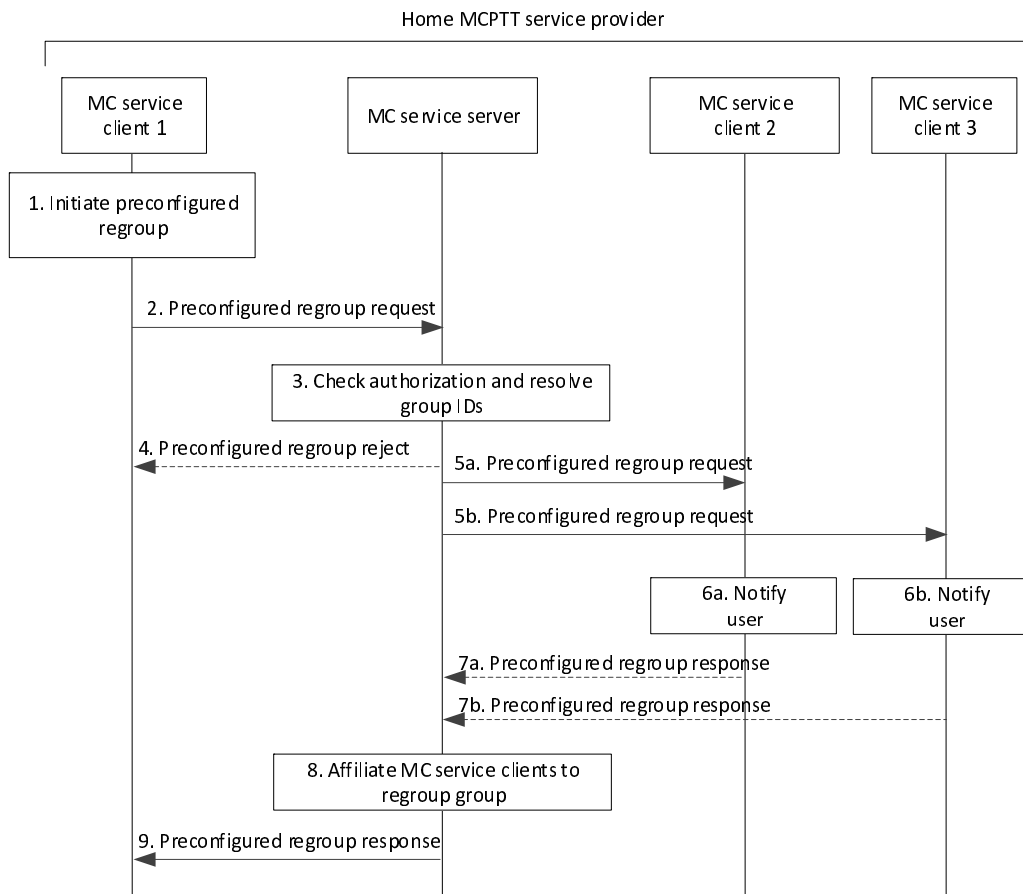 Home MCPTT service provider
MC service
client 1
MC service server
MC service
client 2
MC service
client 3
1. Initiate preconfigured
regroup
2. Preconfigured regroup request
3. Check authorization and resolve
group IDs
4. Preconfigured regroup reject
5a. Preconfigured regroup request
5b. Preconfigured regroup request
6a. Notify
user
6b. Notify
user
7a. Preconfigured regroup response
7b. Preconfigured regroup response
8. Affiliate MC service clients to
regroup group
9. Preconfigured regroup response